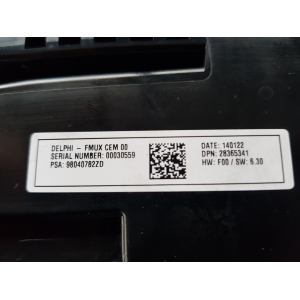 DELPHI - FMUX CEM 00
SERIAL NUMBER: 00030559
PSA: 98040782ZD
DATE: 140122
DPN: 28365341
HW: F00 / SW: 6.30